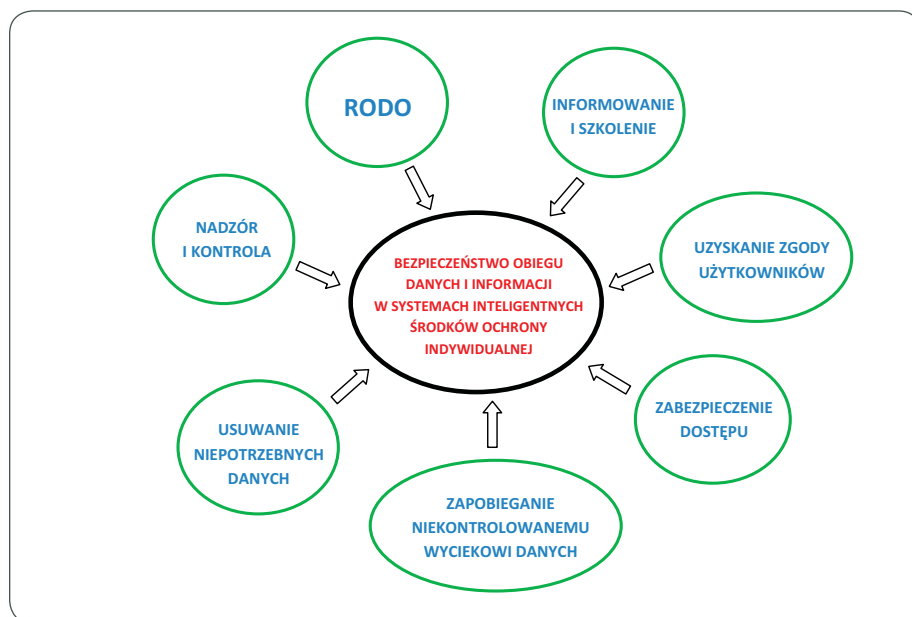 RODO
INFORMOWANIE
I SZKOLENIE
NADZÓR
I KONTROLA
UZYSKANIE ZGODY
UŻYTKOWNIKÓW
BEZPIECZEŃSTWO OBIEGU
DANYCH I INFORMACJI
W SYSTEMACH INTELIGENTNYCH
ŚRODKÓW OCHRONY
INDYWIDUALNEJ
USUWANIE
NIEPOTRZEBNYCH
DANYCH
ZABEZPIECZENIE
DOSTĘPU
ZAPOBIEGANIE
NIEKONTROLOWANEMU
WYCIEKOWI DANYCH